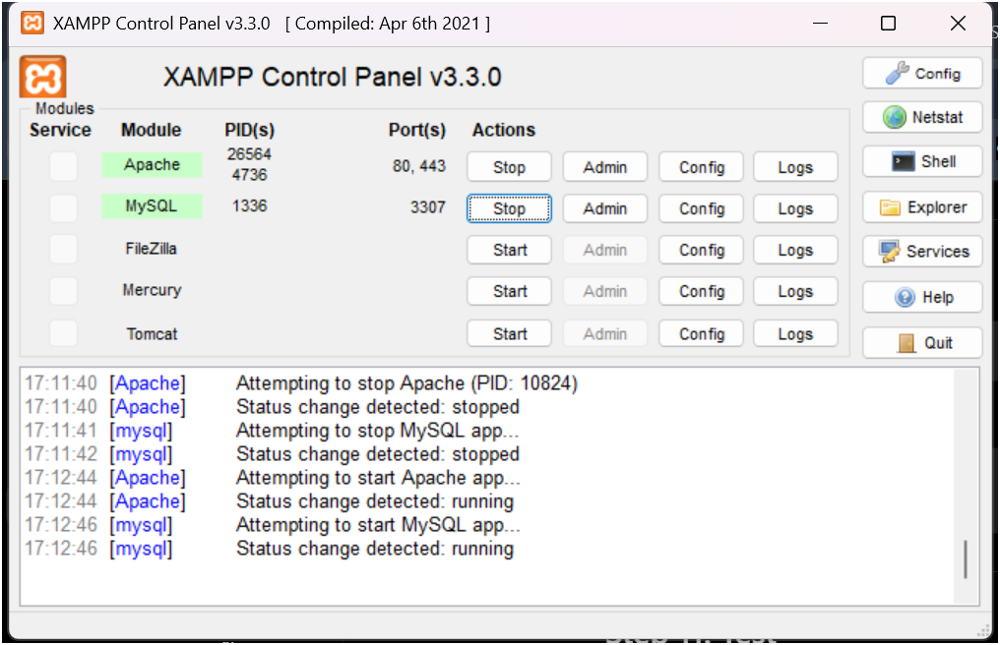 XAMPP Control Panel v3.3.0 [ Compiled: Apr 6th 2021 ]
XAMPP Control Panel v3.3.0
Config
Modules
Service Module PID(s) Port(s) Actions
Netstat
Apache 26564 4736 80, 443 Stop Admin Config Logs
Shell
MySQL 1336 3307 Stop Admin Config Logs
Explorer
FileZilla Start Admin Config Logs
Services
Mercury Start Admin Config Logs
Help
Tomcat Start Admin Config Logs
Quit
17:11:40 [Apache] Attempting to stop Apache (PID: 10824)
17:11:40 [Apache] Status change detected: stopped
17:11:41 [mysql] Attempting to stop MySQL app...
17:11:42 [mysql] Status change detected: stopped
17:12:44 [Apache] Attempting to start Apache app...
17:12:44 [Apache] Status change detected: running
17:12:46 [mysql] Attempting to start MySQL app...
17:12:46 [mysql] Status change detected: running